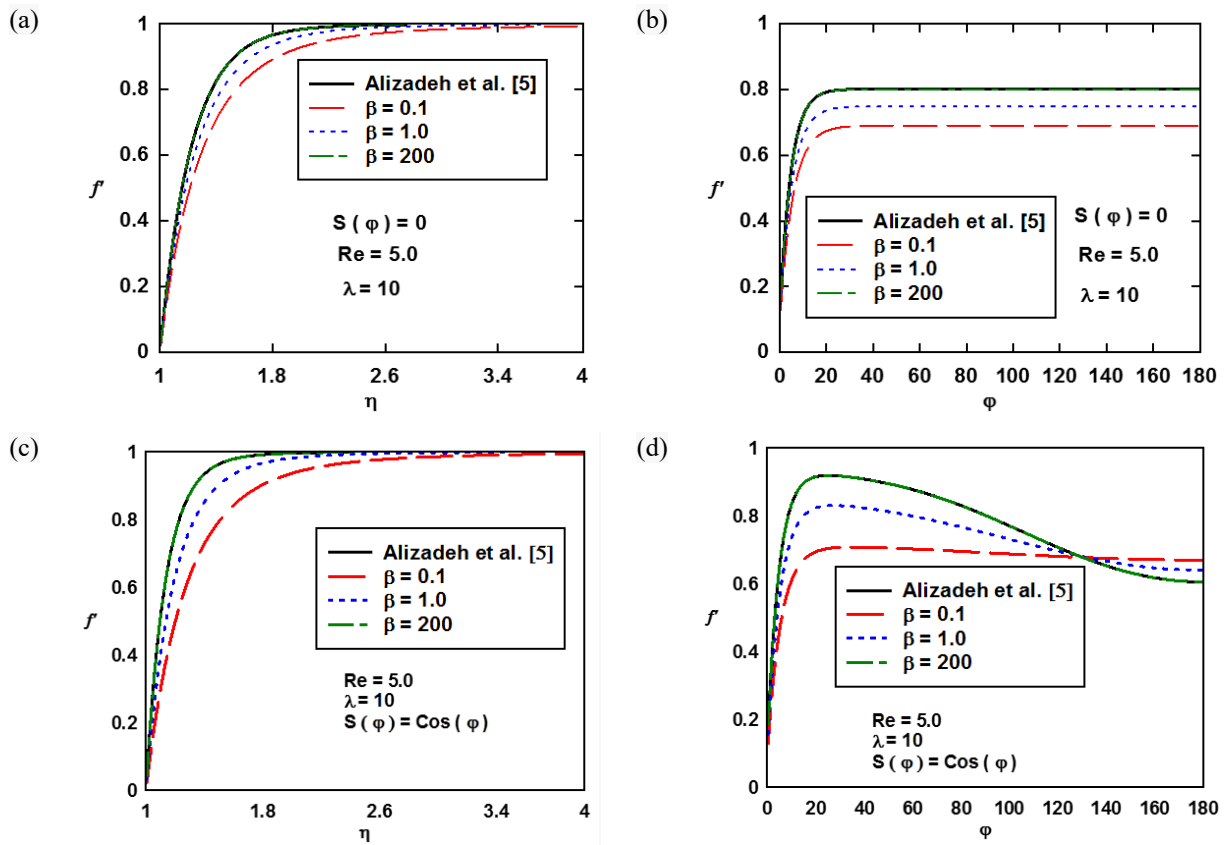 (a)
1
0.8
0.6
f'
0.4
0.2
0
1
1.8
2.6
3.4
4
η
Alizadeh et al. [5]
β = 0.1
β = 1.0
β = 200
S ( φ ) = 0
Re = 5.0
λ = 10
(b)
1
0.8
0.6
f'
0.4
0.2
0
0 20 40 60 80 100 120 140 160 180
φ
Alizadeh et al. [5]
β = 0.1
β = 1.0
β = 200
S ( φ ) = 0
Re = 5.0
λ = 10
(c)
1
0.8
0.6
f'
0.4
0.2
0
1
1.8
2.6
3.4
4
η
Alizadeh et al. [5]
β = 0.1
β = 1.0
β = 200
Re = 5.0
λ = 10
S ( φ ) = Cos ( φ )
(d)
1
0.8
0.6
f'
0.4
0.2
0
0 20 40 60 80 100 120 140 160 180
φ
Alizadeh et al. [5]
β = 0.1
β = 1.0
β = 200
Re = 5.0
λ = 10
S ( φ ) = Cos ( φ )